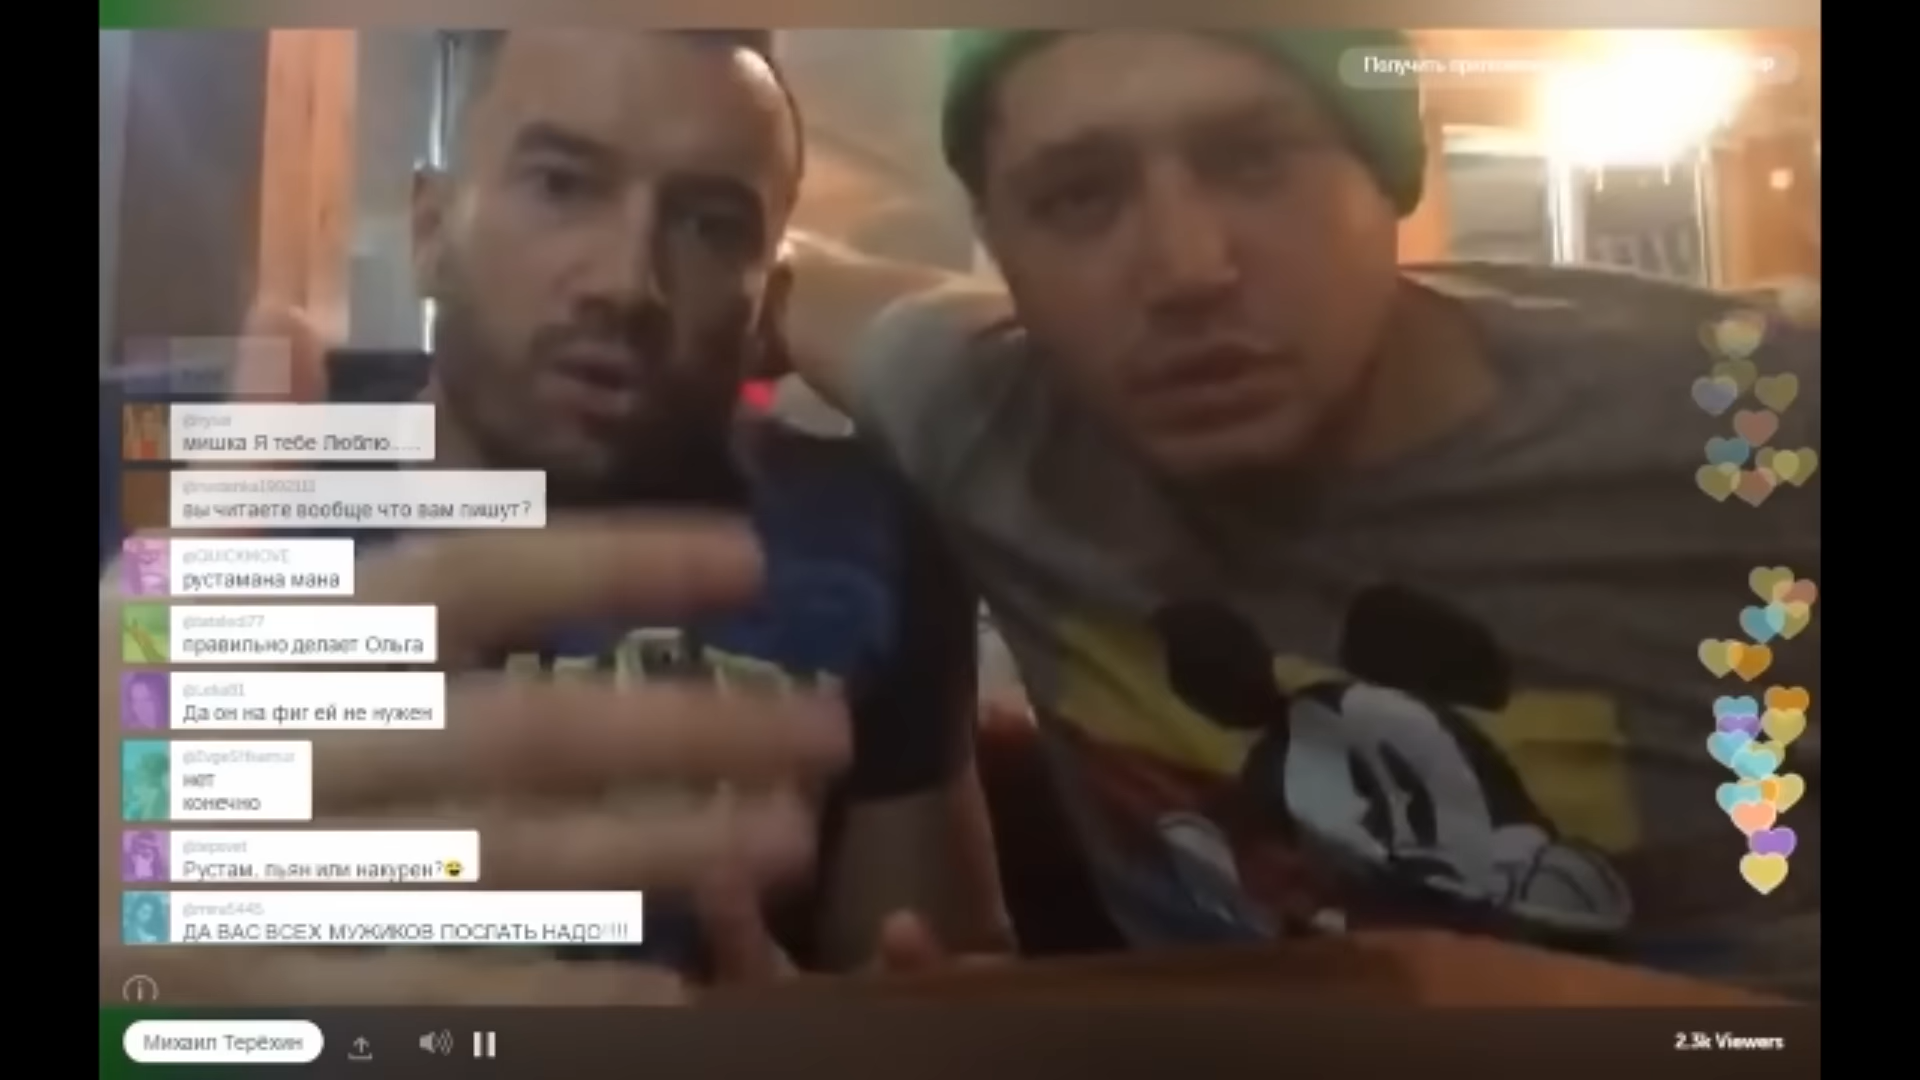 Получить
мишка Я тебе Люблю.....
вы читаете вообще что вам пишут?
@QUICKMOVE
рустамана мана
правильно делает Ольга
Да он на фиг ей не нужен
нет
конечно
Рустам, пьян или накурен?😄
ДА ВАС ВСЕХ МУЖИКОВ ПОСЛАТЬ НАДО!!!!
Михаил Терёхин
2.3k Viewers